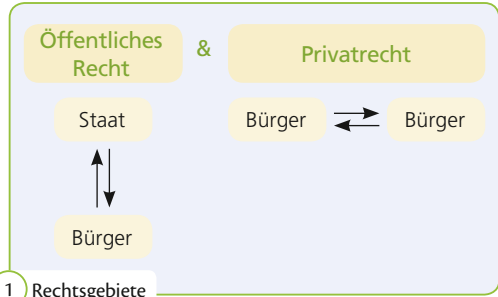 Öffentliches
Recht
&
Privatrecht
Staat
Bürger
Bürger
Bürger
1 Rechtsgebiete